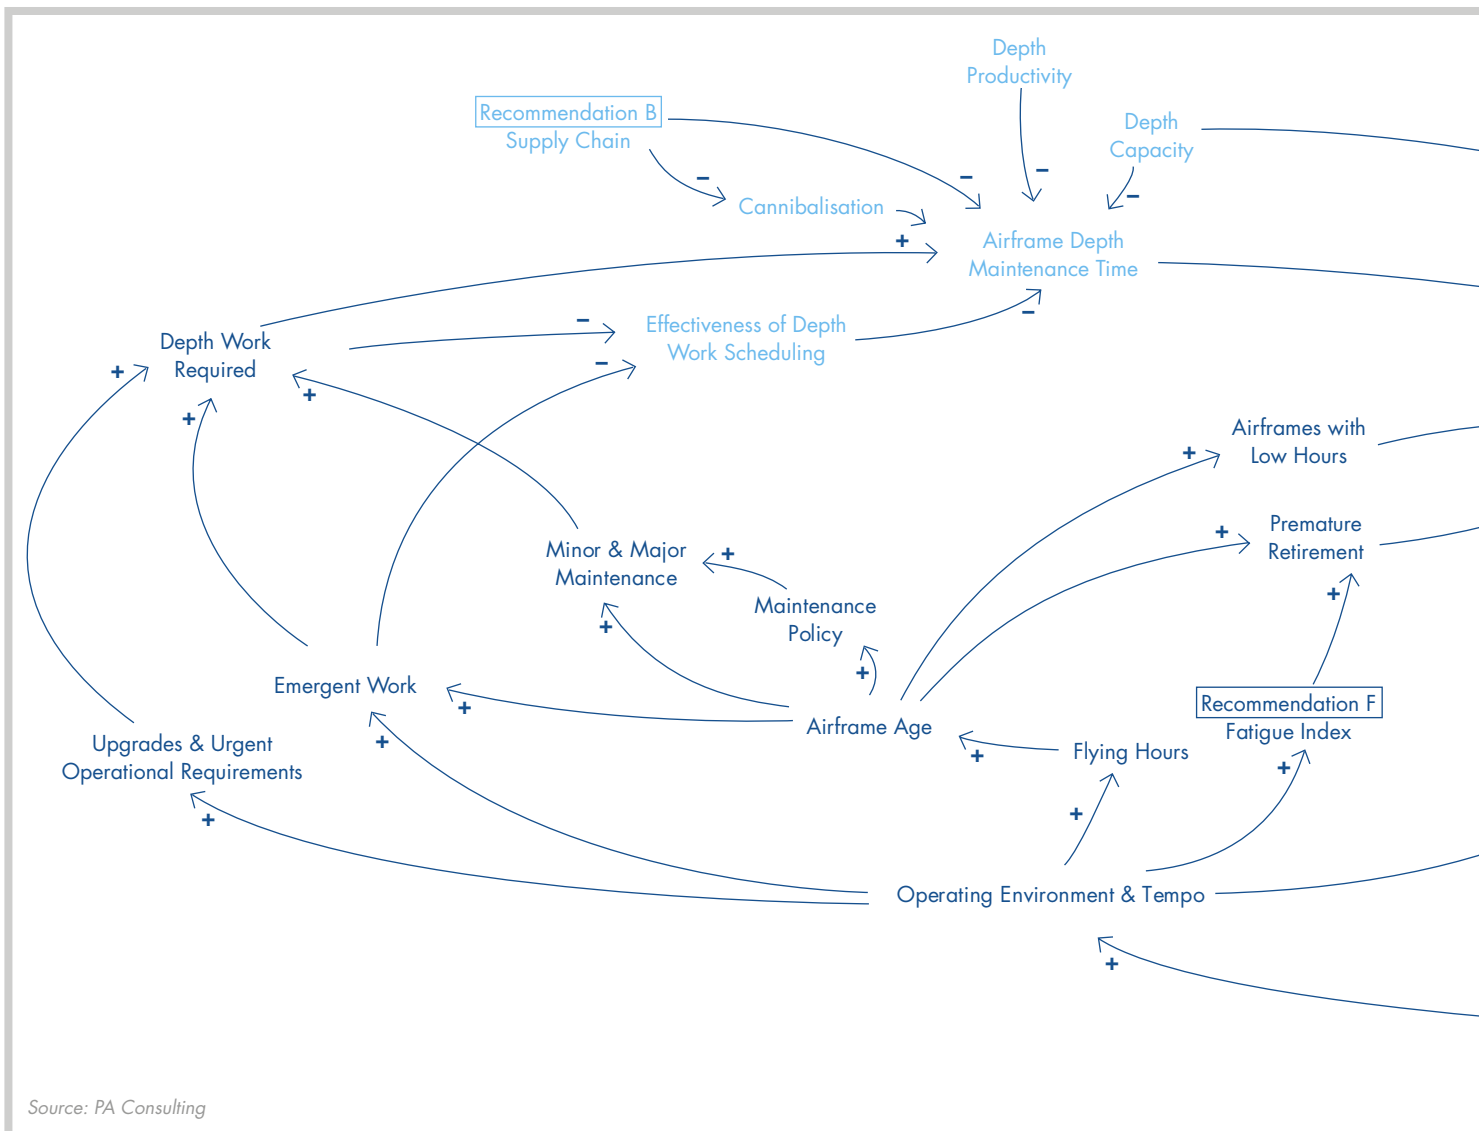 Depth
Productivity
Recommendation B
Supply Chain
Depth
Capacity
–
–
–
–
Cannibalisation
+
Airframe Depth
Maintenance Time
–
–
–
Effectiveness of Depth
Work Scheduling
Depth Work
Required
+
+
+
Airframes with
Low Hours
+
Premature
Retirement
+
+
Minor & Major
Maintenance
+
Maintenance
Policy
+
+
Emergent Work
+
Airframe Age
Recommendation F
Fatigue Index
+
Upgrades & Urgent
Operational Requirements
+
+
Flying Hours
+
+
+
Operating Environment & Tempo
+
Source: PA Consulting